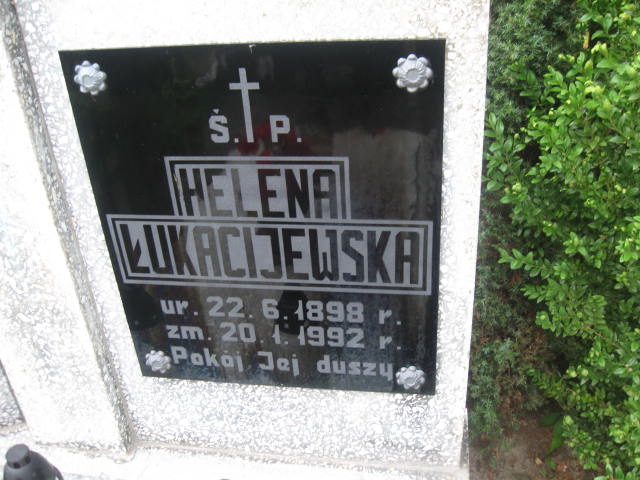 Ś. P.
HELENA
ŁUKACIJEWSKA
ur. 22. 6. 1898 r.
zm. 20. 1. 1992 r.
Pokój Jej duszy